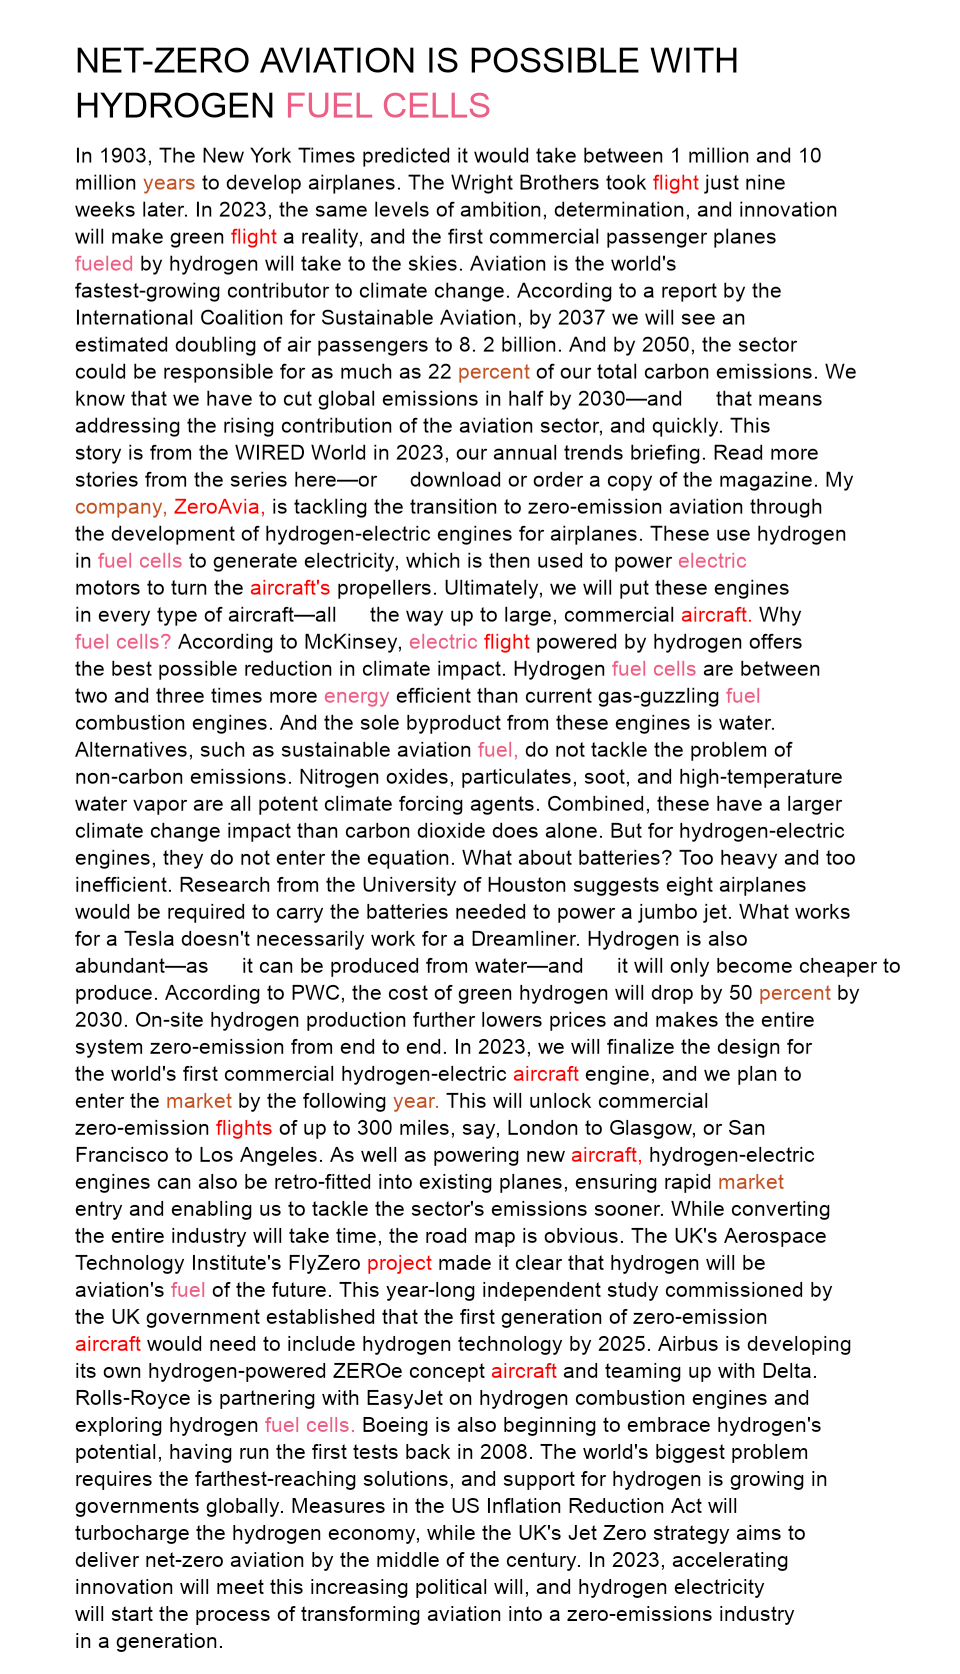 NET-ZERO AVIATION IS POSSIBLE WITH
HYDROGEN FUEL CELLS
In 1903, The New York Times predicted it would take between 1 million and 10
million years to develop airplanes. The Wright Brothers took flight just nine
weeks later. In 2023, the same levels of ambition, determination, and innovation
will make green flight a reality, and the first commercial passenger planes
fueled by hydrogen will take to the skies. Aviation is the world's
fastest-growing contributor to climate change. According to a report by the
International Coalition for Sustainable Aviation, by 2037 we will see an
estimated doubling of air passengers to 8. 2 billion. And by 2050, the sector
could be responsible for as much as 22 percent of our total carbon emissions. We
know that we have to cut global emissions in half by 2030—and that means
addressing the rising contribution of the aviation sector, and quickly. This
story is from the WIRED World in 2023, our annual trends briefing. Read more
stories from the series here—or download or order a copy of the magazine. My
company, ZeroAvia, is tackling the transition to zero-emission aviation through
the development of hydrogen-electric engines for airplanes. These use hydrogen
in fuel cells to generate electricity, which is then used to power electric
motors to turn the aircraft's propellers. Ultimately, we will put these engines
in every type of aircraft—all the way up to large, commercial aircraft. Why
fuel cells? According to McKinsey, electric flight powered by hydrogen offers
the best possible reduction in climate impact. Hydrogen fuel cells are between
two and three times more energy efficient than current gas-guzzling fuel
combustion engines. And the sole byproduct from these engines is water.
Alternatives, such as sustainable aviation fuel, do not tackle the problem of
non-carbon emissions. Nitrogen oxides, particulates, soot, and high-temperature
water vapor are all potent climate forcing agents. Combined, these have a larger
climate change impact than carbon dioxide does alone. But for hydrogen-electric
engines, they do not enter the equation. What about batteries? Too heavy and too
inefficient. Research from the University of Houston suggests eight airplanes
would be required to carry the batteries needed to power a jumbo jet. What works
for a Tesla doesn't necessarily work for a Dreamliner. Hydrogen is also
abundant—as it can be produced from water—and it will only become cheaper to
produce. According to PWC, the cost of green hydrogen will drop by 50 percent by
2030. On-site hydrogen production further lowers prices and makes the entire
system zero-emission from end to end. In 2023, we will finalize the design for
the world's first commercial hydrogen-electric aircraft engine, and we plan to
enter the market by the following year. This will unlock commercial
zero-emission flights of up to 300 miles, say, London to Glasgow, or San
Francisco to Los Angeles. As well as powering new aircraft, hydrogen-electric
engines can also be retro-fitted into existing planes, ensuring rapid market
entry and enabling us to tackle the sector's emissions sooner. While converting
the entire industry will take time, the road map is obvious. The UK's Aerospace
Technology Institute's FlyZero project made it clear that hydrogen will be
aviation's fuel of the future. This year-long independent study commissioned by
the UK government established that the first generation of zero-emission
aircraft would need to include hydrogen technology by 2025. Airbus is developing
its own hydrogen-powered ZEROe concept aircraft and teaming up with Delta.
Rolls-Royce is partnering with EasyJet on hydrogen combustion engines and
exploring hydrogen fuel cells. Boeing is also beginning to embrace hydrogen's
potential, having run the first tests back in 2008. The world's biggest problem
requires the farthest-reaching solutions, and support for hydrogen is growing in
governments globally. Measures in the US Inflation Reduction Act will
turbocharge the hydrogen economy, while the UK's Jet Zero strategy aims to
deliver net-zero aviation by the middle of the century. In 2023, accelerating
innovation will meet this increasing political will, and hydrogen electricity
will start the process of transforming aviation into a zero-emissions industry
in a generation.